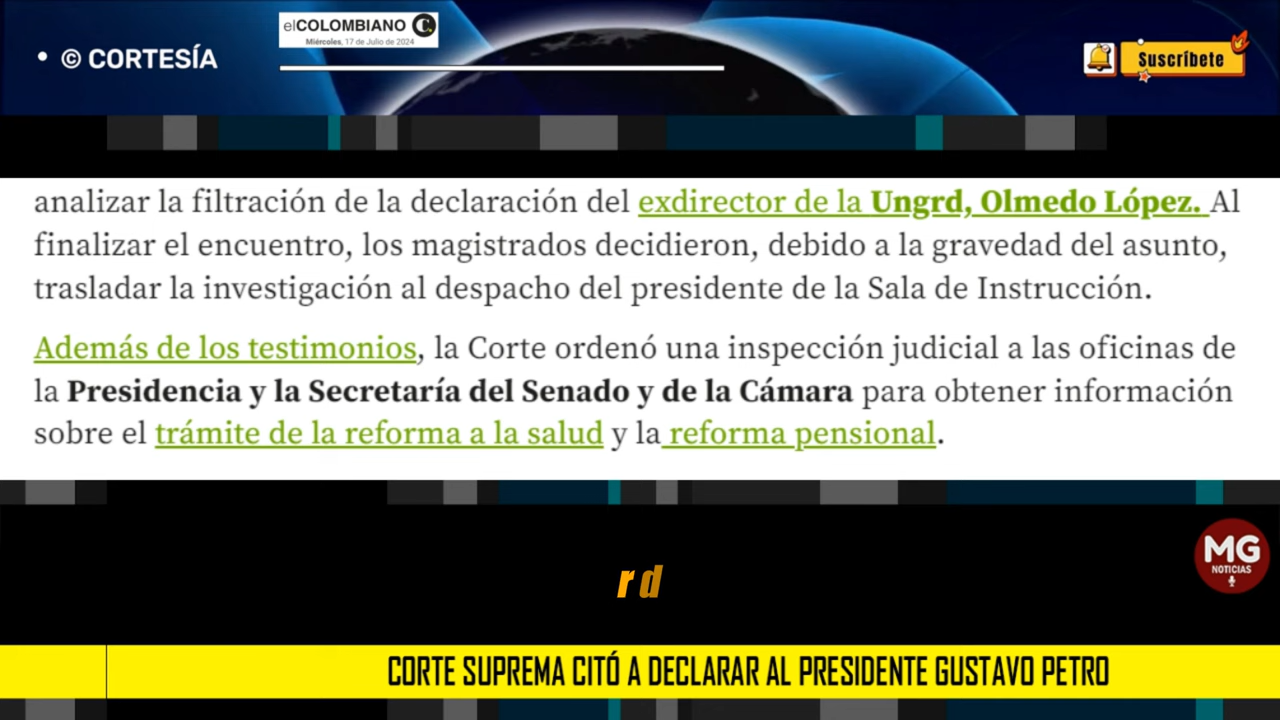 elCOLOMBIANO
Miércoles, 17 de Julio de 2024
• © CORTESÍA
Suscríbete
analizar la filtración de la declaración del exdirector de la Ungrd, Olmedo López. Al
finalizar el encuentro, los magistrados decidieron, debido a la gravedad del asunto,
trasladar la investigación al despacho del presidente de la Sala de Instrucción.
Además de los testimonios, la Corte ordenó una inspección judicial a las oficinas de
la Presidencia y la Secretaría del Senado y de la Cámara para obtener información
sobre el trámite de la reforma a la salud y la reforma pensional.
MG
NOTICIAS
rd
CORTE SUPREMA CITÓ A DECLARAR AL PRESIDENTE GUSTAVO PETRO